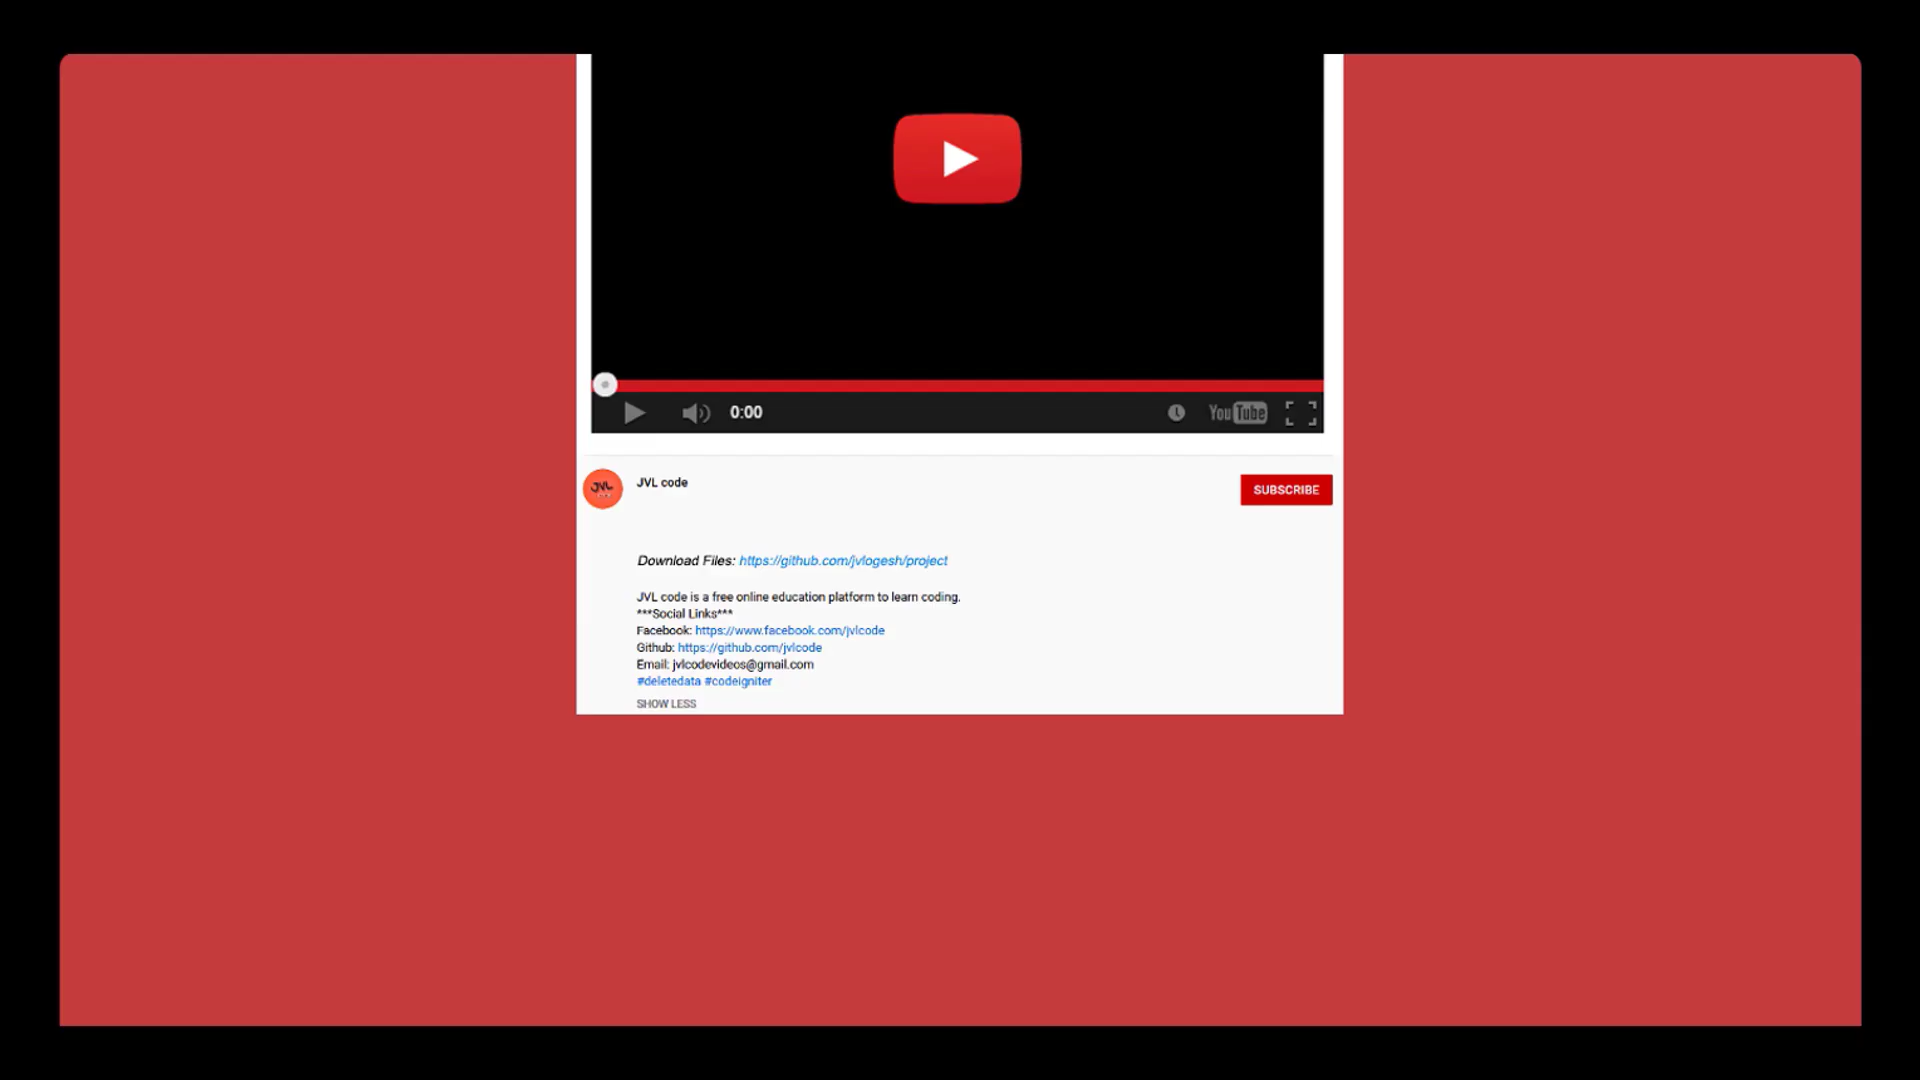 0:00
YouTube
JVL
JVL code
SUBSCRIBE
Download Files: https://github.com/jvlogesh/project
JVL code is a free online education platform to learn coding.
***Social Links***
Facebook: https://www.facebook.com/jvlcode
Github: https://github.com/jvlcode
Email: jvlcodevideos@gmail.com
#deletedata #codeigniter
SHOW LESS